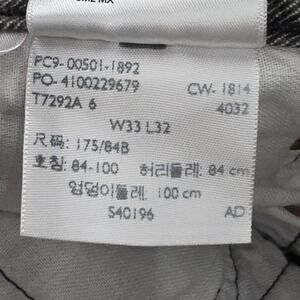 PC9-00501-1892
PO-4100229679 CW-1814
T7292A 6 4032
W33 L32
尺码: 175/84B
호칭: 84-100 허리둘레: 84 cm
엉덩이둘레: 100 cm
S40196 AD